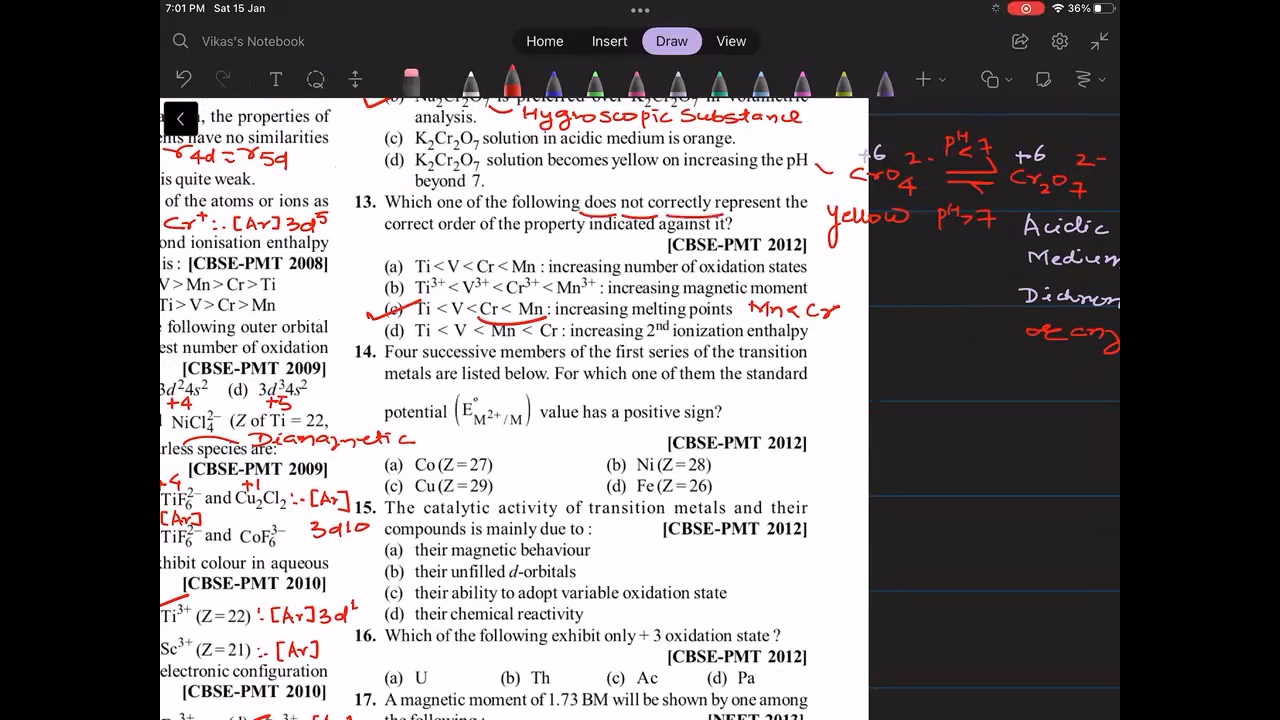 7:01 PM Sat 15 Jan
36%
Vikas's Notebook
Home Insert Draw View
, the properties of
nts have no similarities
r4d = r5d
is quite weak.
of the atoms or ions as
Cr+ :- [Ar] 3d5
ond ionisation enthalpy
is : [CBSE-PMT 2008]
V > Mn > Cr > Ti
Ti > V > Cr > Mn
e following outer orbital
est number of oxidation
[CBSE-PMT 2009]
3d²4s² (d) 3d³4s²
+4 +5
NiCl₄²⁻ (Z of Ti = 22,
Diamagnetic
rless species are:
[CBSE-PMT 2009]
+4 +1
TiF₆²⁻ and Cu₂Cl₂ :- [Ar]
[Ar] 3d10
TiF₆²⁻ and CoF₆³⁻
hibit colour in aqueous
[CBSE-PMT 2010]
Ti³⁺ (Z = 22) :- [Ar] 3d¹
Sc³⁺ (Z = 21) :- [Ar]
electronic configuration
[CBSE-PMT 2010]
(b) Na₂Cr₂O₇ is preferred over K₂Cr₂O₇ in volumetric
analysis. Hygroscopic Substance
(c) K₂Cr₂O₇ solution in acidic medium is orange.
(d) K₂Cr₂O₇ solution becomes yellow on increasing the pH
beyond 7.
13. Which one of the following does not correctly represent the
correct order of the property indicated against it?
[CBSE-PMT 2012]
(a) Ti < V < Cr < Mn : increasing number of oxidation states
(b) Ti³⁺ < V³⁺ < Cr³⁺ < Mn³⁺ : increasing magnetic moment
(c) Ti < V < Cr < Mn : increasing melting points Mn < Cr
(d) Ti < V < Mn < Cr : increasing 2nd ionization enthalpy
14. Four successive members of the first series of the transition
metals are listed below. For which one of them the standard
potential (E°M²⁺/M) value has a positive sign?
[CBSE-PMT 2012]
(a) Co (Z = 27) (b) Ni (Z = 28)
(c) Cu (Z = 29) (d) Fe (Z = 26)
15. The catalytic activity of transition metals and their
compounds is mainly due to : [CBSE-PMT 2012]
(a) their magnetic behaviour
(b) their unfilled d-orbitals
(c) their ability to adopt variable oxidation state
(d) their chemical reactivity
16. Which of the following exhibit only + 3 oxidation state ?
[CBSE-PMT 2012]
(a) U (b) Th (c) Ac (d) Pa
17. A magnetic moment of 1.73 BM will be shown by one among
the following : [NEET 2013]
+6 pH<7 +6
CrO₄²⁻ Cr₂O₇²⁻
yellow pH>7
Acidic
Medium